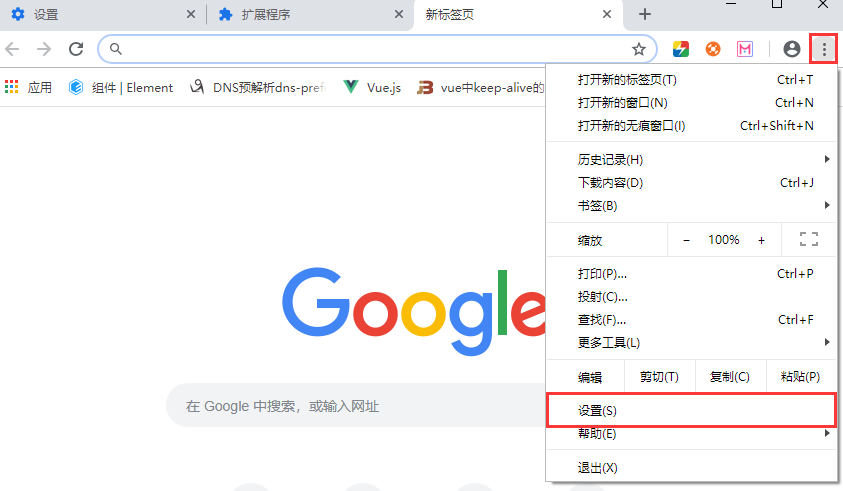 设置
扩展程序
新标签页
应用
组件 | Element
DNS预解析dns-pref
Vue.js
vue中keep-alive的
打开新的标签页(T) Ctrl+T
打开新的窗口(N) Ctrl+N
打开新的无痕窗口(I) Ctrl+Shift+N
历史记录(H)
下载内容(D) Ctrl+J
书签(B)
缩放 − 100% +
打印(P)... Ctrl+P
投射(C)...
查找(F)... Ctrl+F
更多工具(L)
编辑 剪切(T) 复制(C) 粘贴(P)
设置(S)
帮助(E)
退出(X)
Google
在 Google 中搜索，或输入网址